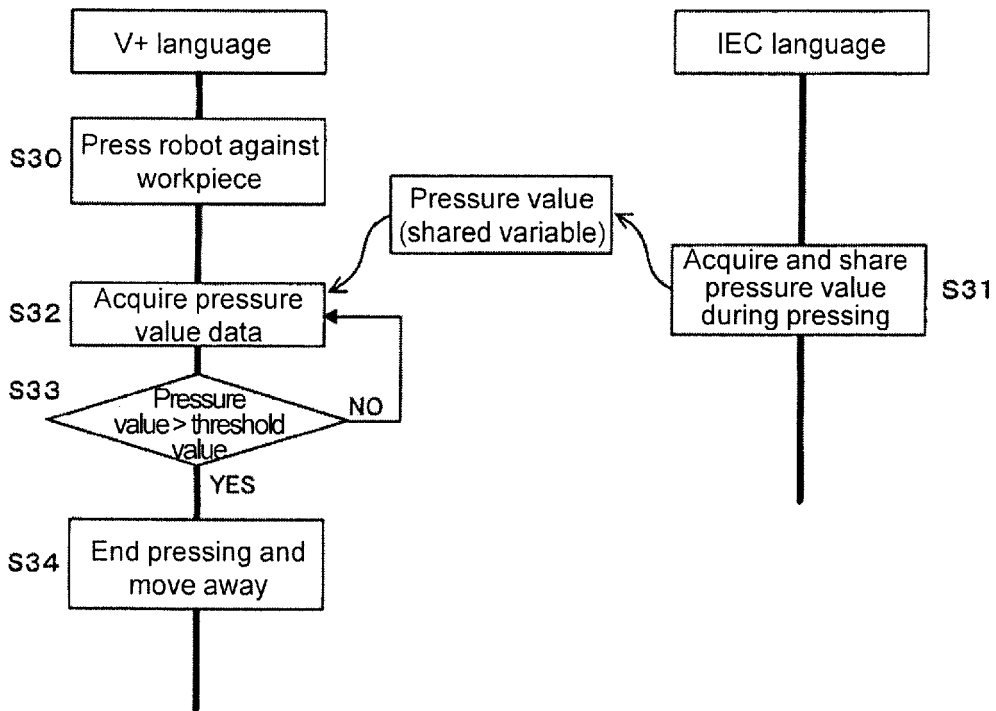 V+ language
IEC language
S30
Press robot against
workpiece
Pressure value
(shared variable)
Acquire and share
pressure value
during pressing
S31
S32
Acquire pressure
value data
S33
Pressure
value > threshold
value
NO
YES
S34
End pressing and
move away